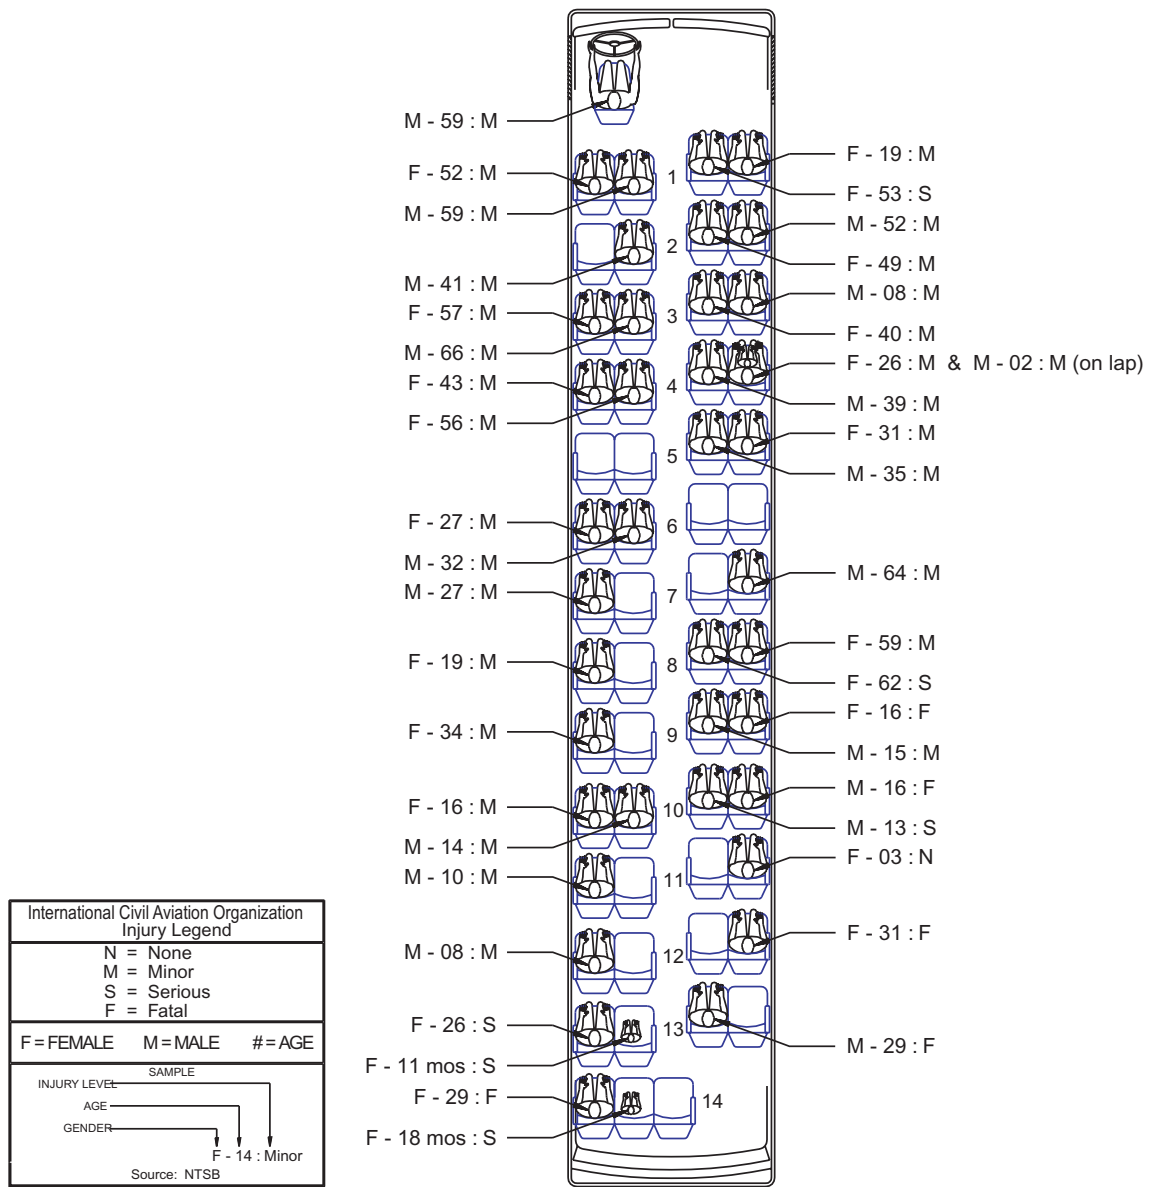 M - 59 : M
F - 52 : M
M - 59 : M
M - 41 : M
F - 57 : M
M - 66 : M
F - 43 : M
F - 56 : M
F - 27 : M
M - 32 : M
M - 27 : M
F - 19 : M
F - 34 : M
F - 16 : M
M - 14 : M
M - 10 : M
M - 08 : M
F - 26 : S
F - 11 mos : S
F - 29 : F
F - 18 mos : S
1
2
3
4
5
6
7
8
9
10
11
12
13
14
F - 19 : M
F - 53 : S
M - 52 : M
F - 49 : M
M - 08 : M
F - 40 : M
F - 26 : M & M - 02 : M (on lap)
M - 39 : M
F - 31 : M
M - 35 : M
M - 64 : M
F - 59 : M
F - 62 : S
F - 16 : F
M - 15 : M
M - 16 : F
M - 13 : S
F - 03 : N
F - 31 : F
M - 29 : F
International Civil Aviation Organization
Injury Legend
N = None
M = Minor
S = Serious
F = Fatal
F = FEMALE M = MALE # = AGE
SAMPLE
INJURY LEVEL
AGE
GENDER
F - 14 : Minor
Source: NTSB